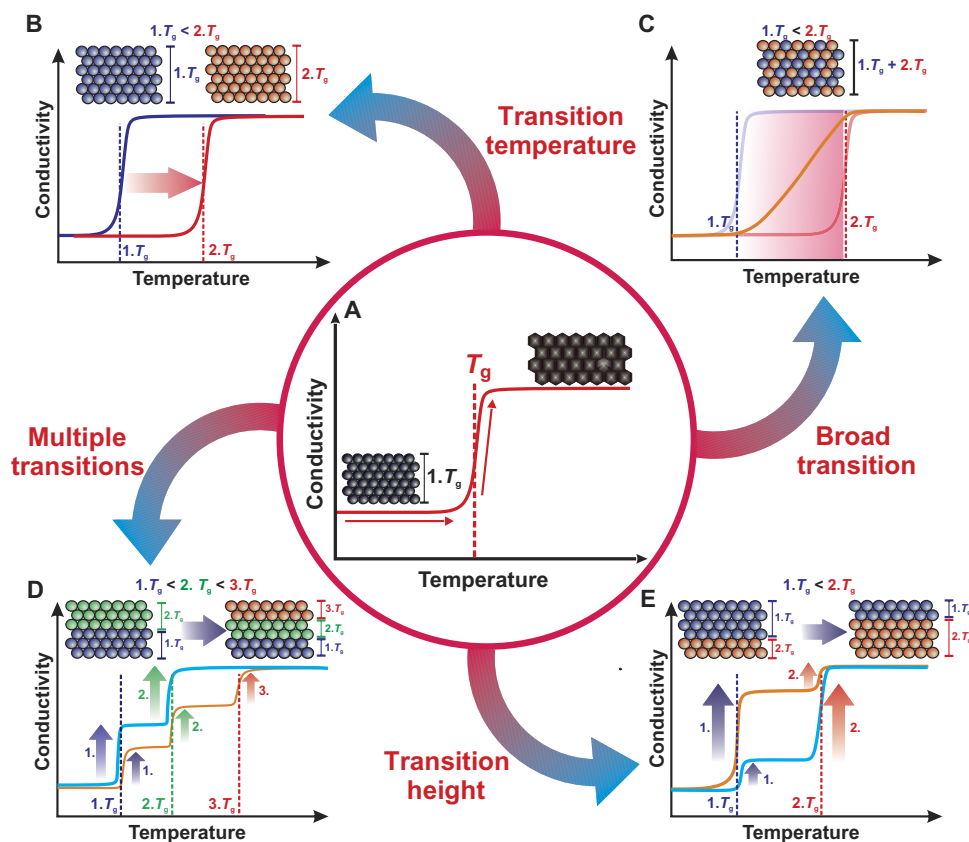 B
1.Tg < 2.Tg
1.Tg
2.Tg
Conductivity
1.Tg
2.Tg
Temperature
Transition
temperature
C
1.Tg < 2.Tg
1.Tg + 2.Tg
Conductivity
1.Tg
2.Tg
Temperature
A
Tg
1.Tg
Conductivity
Temperature
Multiple
transitions
Broad
transition
D
1.Tg < 2. Tg < 3.Tg
2.Tg
1.Tg
3.Tg
2.Tg
1.Tg
Conductivity
1.
2.
1.
2.
3.
1.Tg
2.Tg
3.Tg
Temperature
Transition
height
E
1.Tg < 2.Tg
1.Tg
2.Tg
1.Tg
2.Tg
Conductivity
1.
2.
1.
2.
1.Tg
2.Tg
Temperature